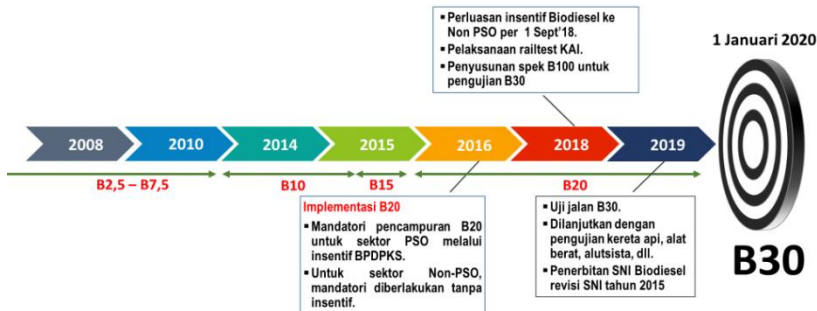 ▪ Perluasan insentif Biodiesel ke
Non PSO per 1 Sept'18.
▪ Pelaksanaan railtest KAI.
▪ Penyusunan spek B100 untuk
pengujian B30
1 Januari 2020
2008
2010
2014
2015
2016
2018
2019
B2,5 – B7,5
B10
B15
B20
Implementasi B20
▪ Mandatori pencampuran B20
untuk sektor PSO melalui
insentif BPDPKS.
▪ Untuk sektor Non-PSO,
mandatori diberlakukan tanpa
insentif.
▪ Uji jalan B30.
▪ Dilanjutkan dengan
pengujian kereta api, alat
berat, alutsista, dll.
▪ Penerbitan SNI Biodiesel
revisi SNI tahun 2015
B30